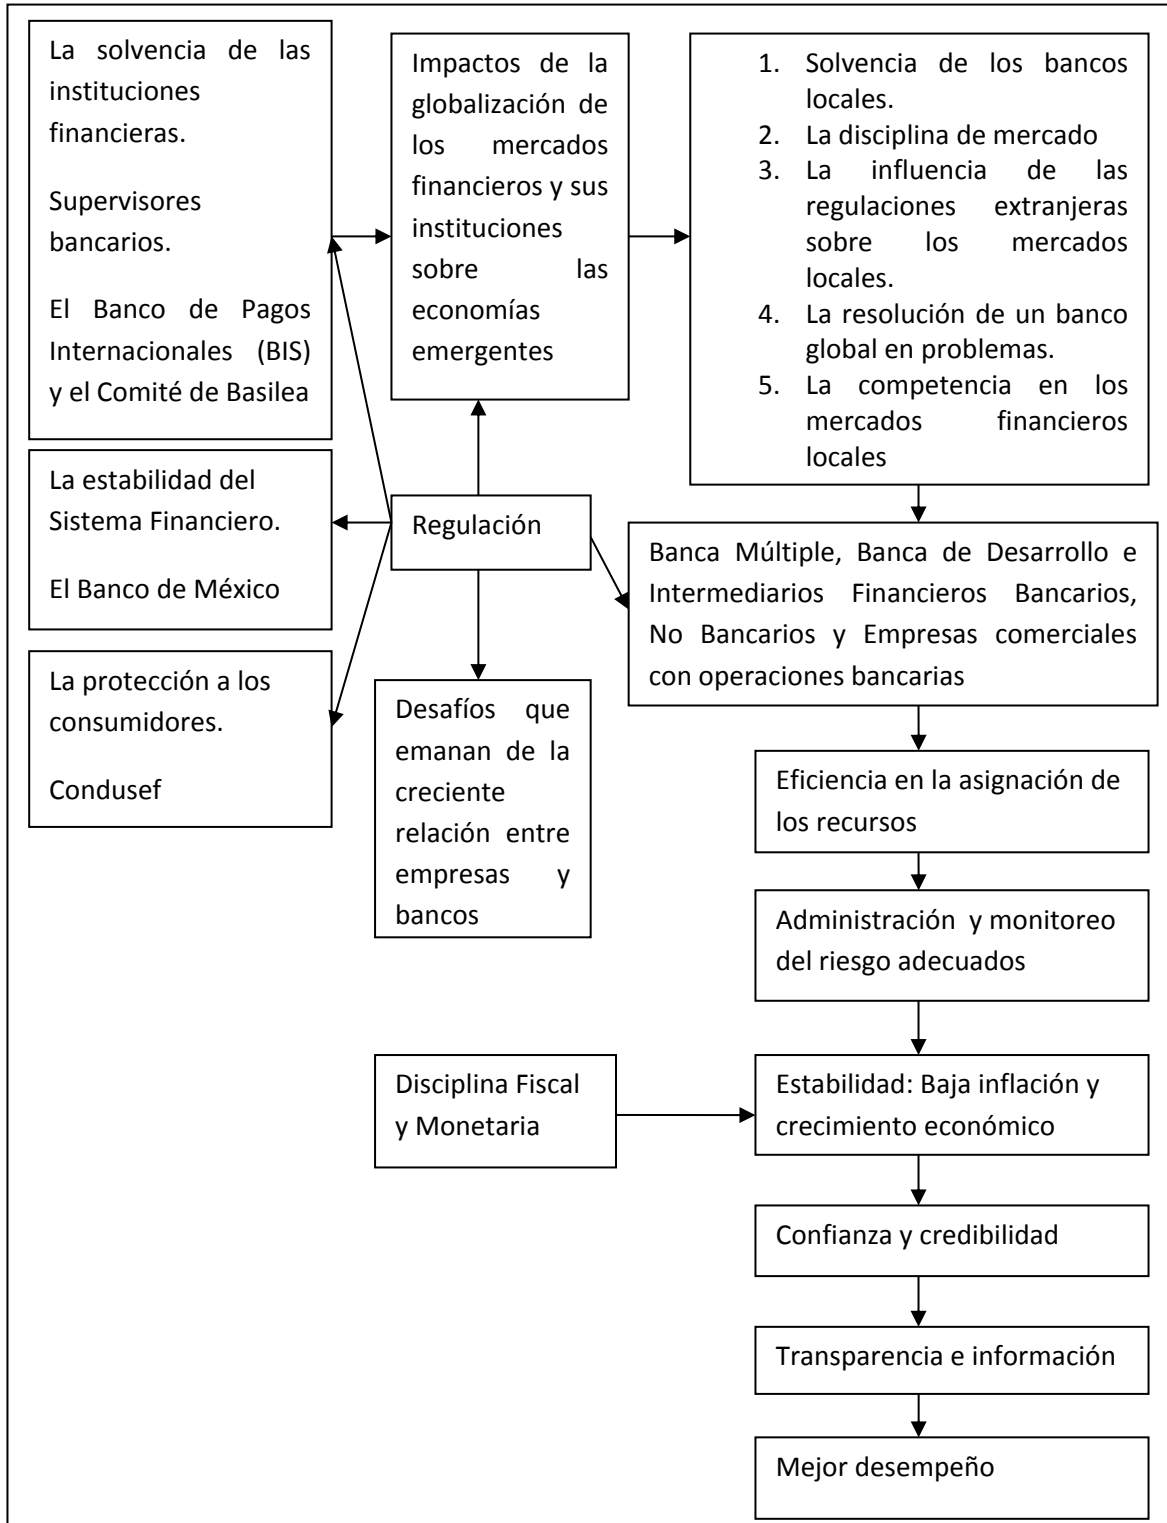 La solvencia de las
instituciones
financieras.
Supervisores
bancarios.
El Banco de Pagos
Internacionales (BIS)
y el Comité de Basilea
Impactos de la
globalización de
los mercados
financieros y sus
instituciones
sobre las
economías
emergentes
1. Solvencia de los bancos
locales.
2. La disciplina de mercado
3. La influencia de las
regulaciones extranjeras
sobre los mercados
locales.
4. La resolución de un banco
global en problemas.
5. La competencia en los
mercados financieros
locales
La estabilidad del
Sistema Financiero.
El Banco de México
Regulación
Banca Múltiple, Banca de Desarrollo e
Intermediarios Financieros Bancarios,
No Bancarios y Empresas comerciales
con operaciones bancarias
La protección a los
consumidores.
Condusef
Desafíos que
emanan de la
creciente
relación entre
empresas y
bancos
Eficiencia en la asignación de
los recursos
Administración y monitoreo
del riesgo adecuados
Disciplina Fiscal
y Monetaria
Estabilidad: Baja inflación y
crecimiento económico
Confianza y credibilidad
Transparencia e información
Mejor desempeño